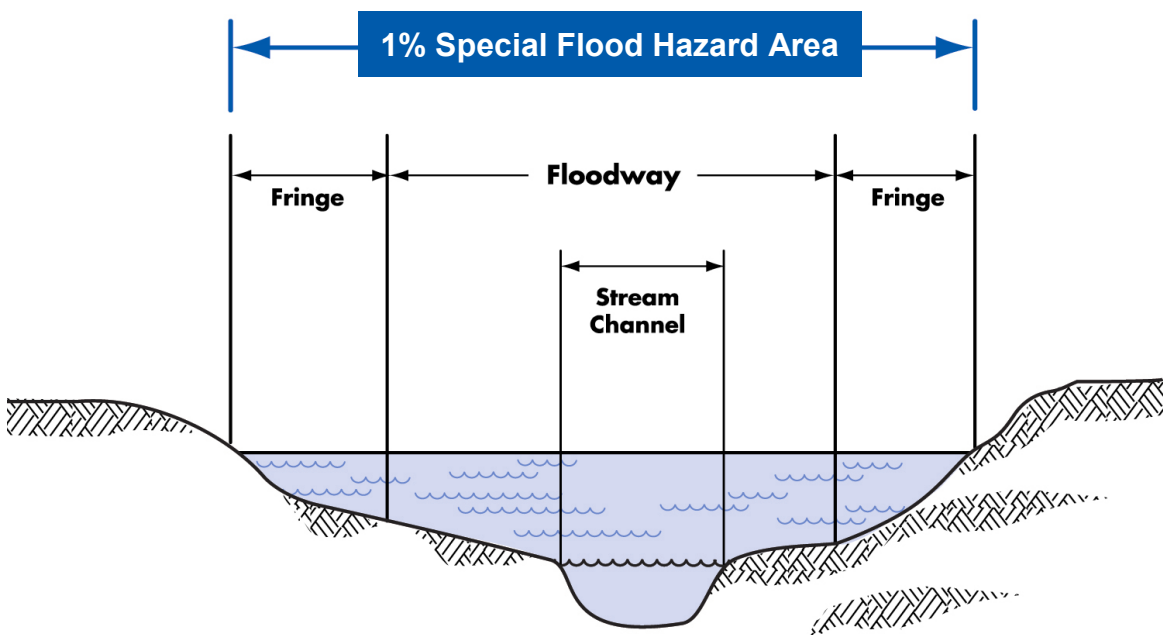 1% Special Flood Hazard Area
Fringe
Floodway
Fringe
Stream
Channel